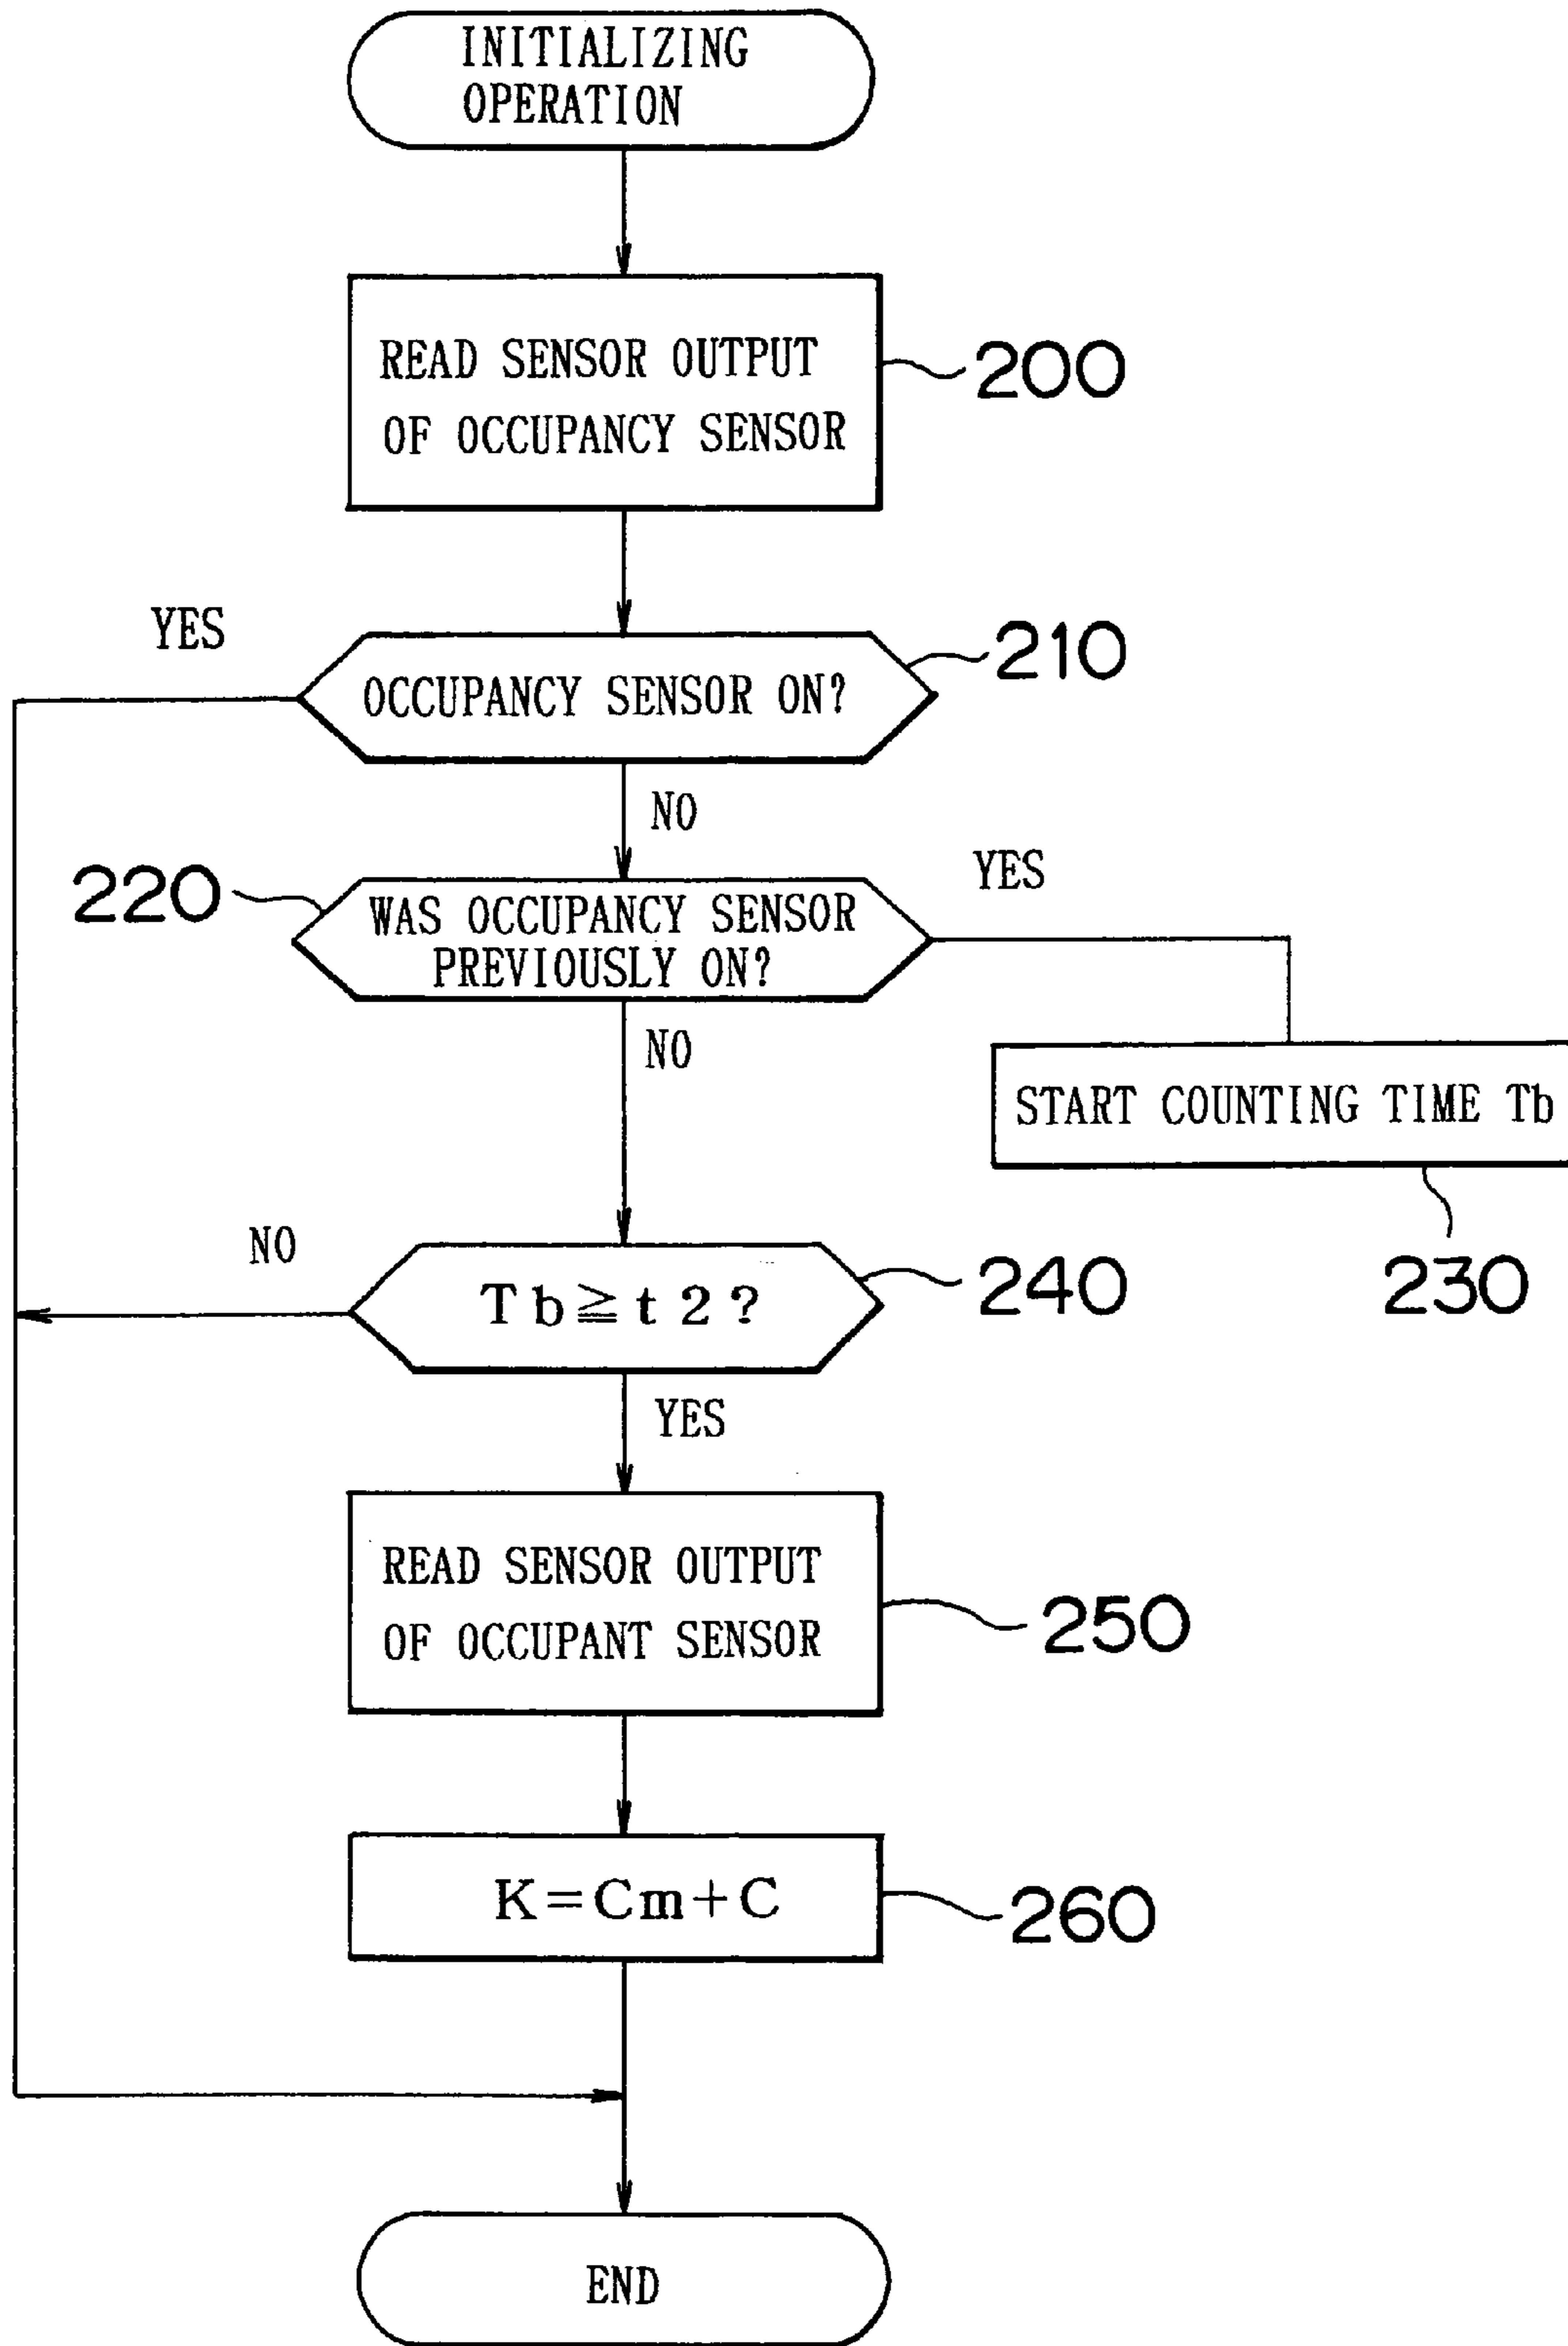 INITIALIZING
OPERATION
READ SENSOR OUTPUT
OF OCCUPANCY SENSOR
200
YES
OCCUPANCY SENSOR ON?
210
NO
220
WAS OCCUPANCY SENSOR
PREVIOUSLY ON?
YES
NO
START COUNTING TIME Tb
230
NO
Tb≧t2?
240
YES
READ SENSOR OUTPUT
OF OCCUPANT SENSOR
250
K=Cm+C
260
END